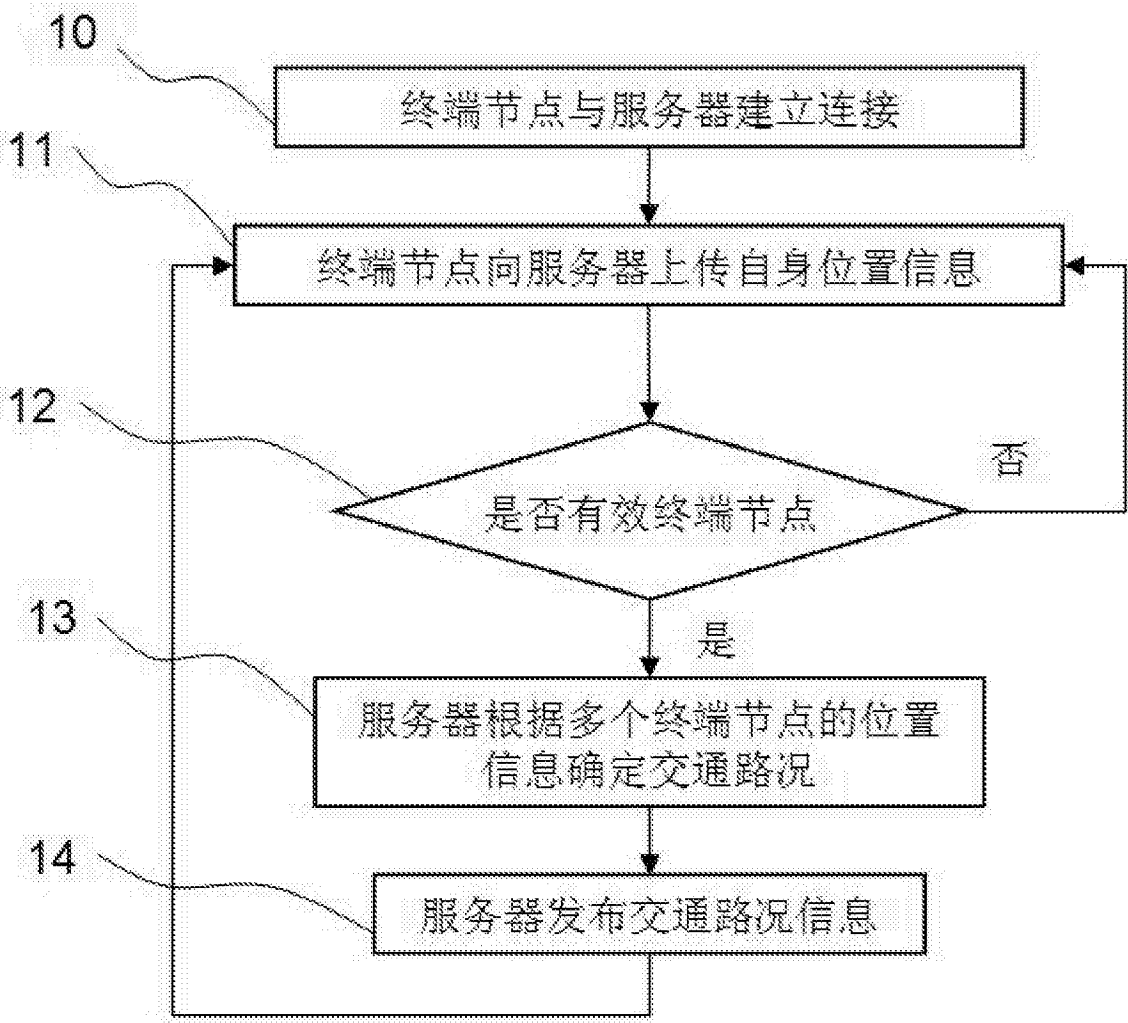 10
终端节点与服务器建立连接
11
终端节点向服务器上传自身位置信息
12
是否有效终端节点
否
是
13
服务器根据多个终端节点的位置
信息确定交通路况
14
服务器发布交通路况信息